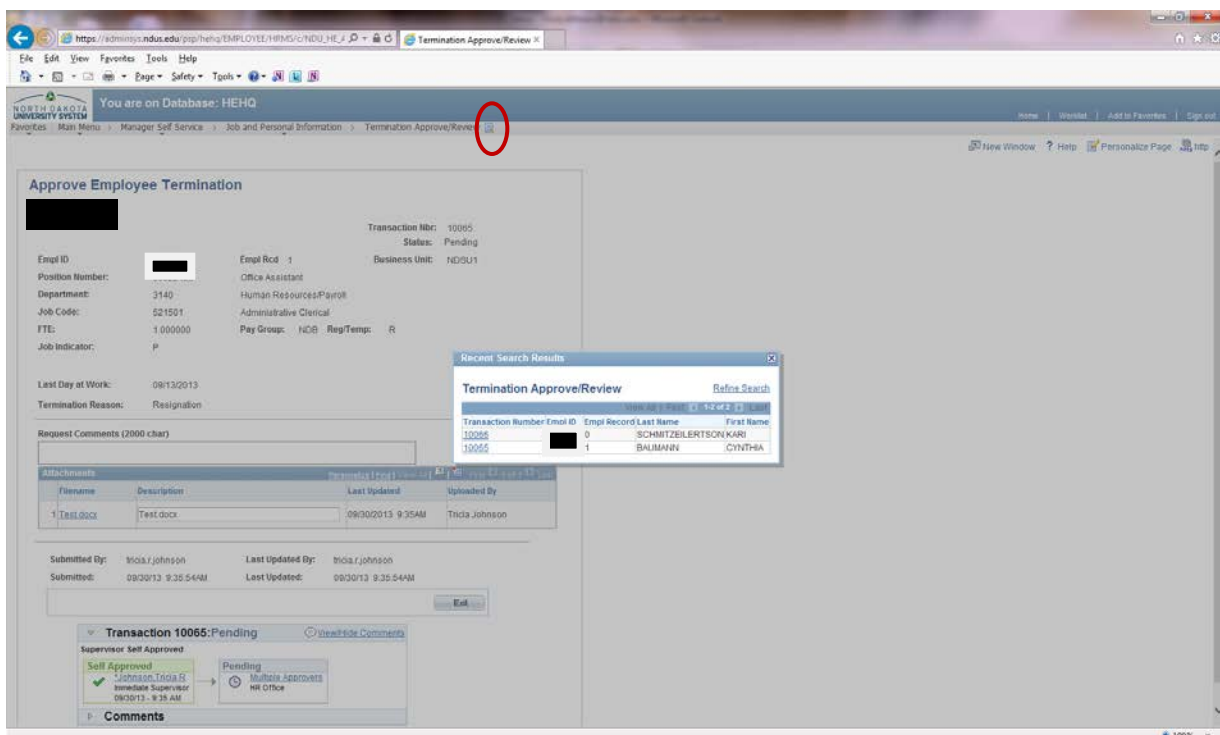 Termination Approve/Review
File Edit View Favorites Tools Help
Page Safety Tools
NORTH DAKOTA
UNIVERSITY SYSTEM
You are on Database: HEHQ
Home | Worklist | Add to Favorites | Sign out
Favorites Main Menu > Manager Self Service > Job and Personal Information > Termination Approve/Review
New Window ? Help Personalize Page http
Approve Employee Termination
Transaction Nbr: 10065
Status: Pending
Empl ID Empl Rcd 1 Business Unit: NDSU1
Position Number: Office Assistant
Department: 3140 Human Resources/Payroll
Job Code: 521501 Administrative Clerical
FTE: 1.000000 Pay Group: NDB Reg/Temp: R
Job Indicator: P
Last Day at Work: 09/13/2013
Termination Reason: Resignation
Request Comments (2000 char)
Attachments
Personalize | Find | View All
Filename Description Last Updated Uploaded By
1 Test.docx Test.docx 09/30/2013 9:35AM Tricia Johnson
Submitted By: tricia.r.johnson Last Updated By: tricia.r.johnson
Submitted: 09/30/13 9:35:54AM Last Updated: 09/30/13 9:35:54AM
Exit
Transaction 10065:Pending View/Hide Comments
Supervisor Self Approved
Self Approved Pending
Johnson,Tricia R Multiple Approvers
Immediate Supervisor HR Office
09/30/13 - 9:35 AM
Comments
Recent Search Results
Termination Approve/Review Refine Search
View All First 1-2 of 2 Last
Transaction Number Empl ID Empl Record Last Name First Name
10066 0 SCHMITZEILERTSON KARI
10065 1 BAUMANN CYNTHIA